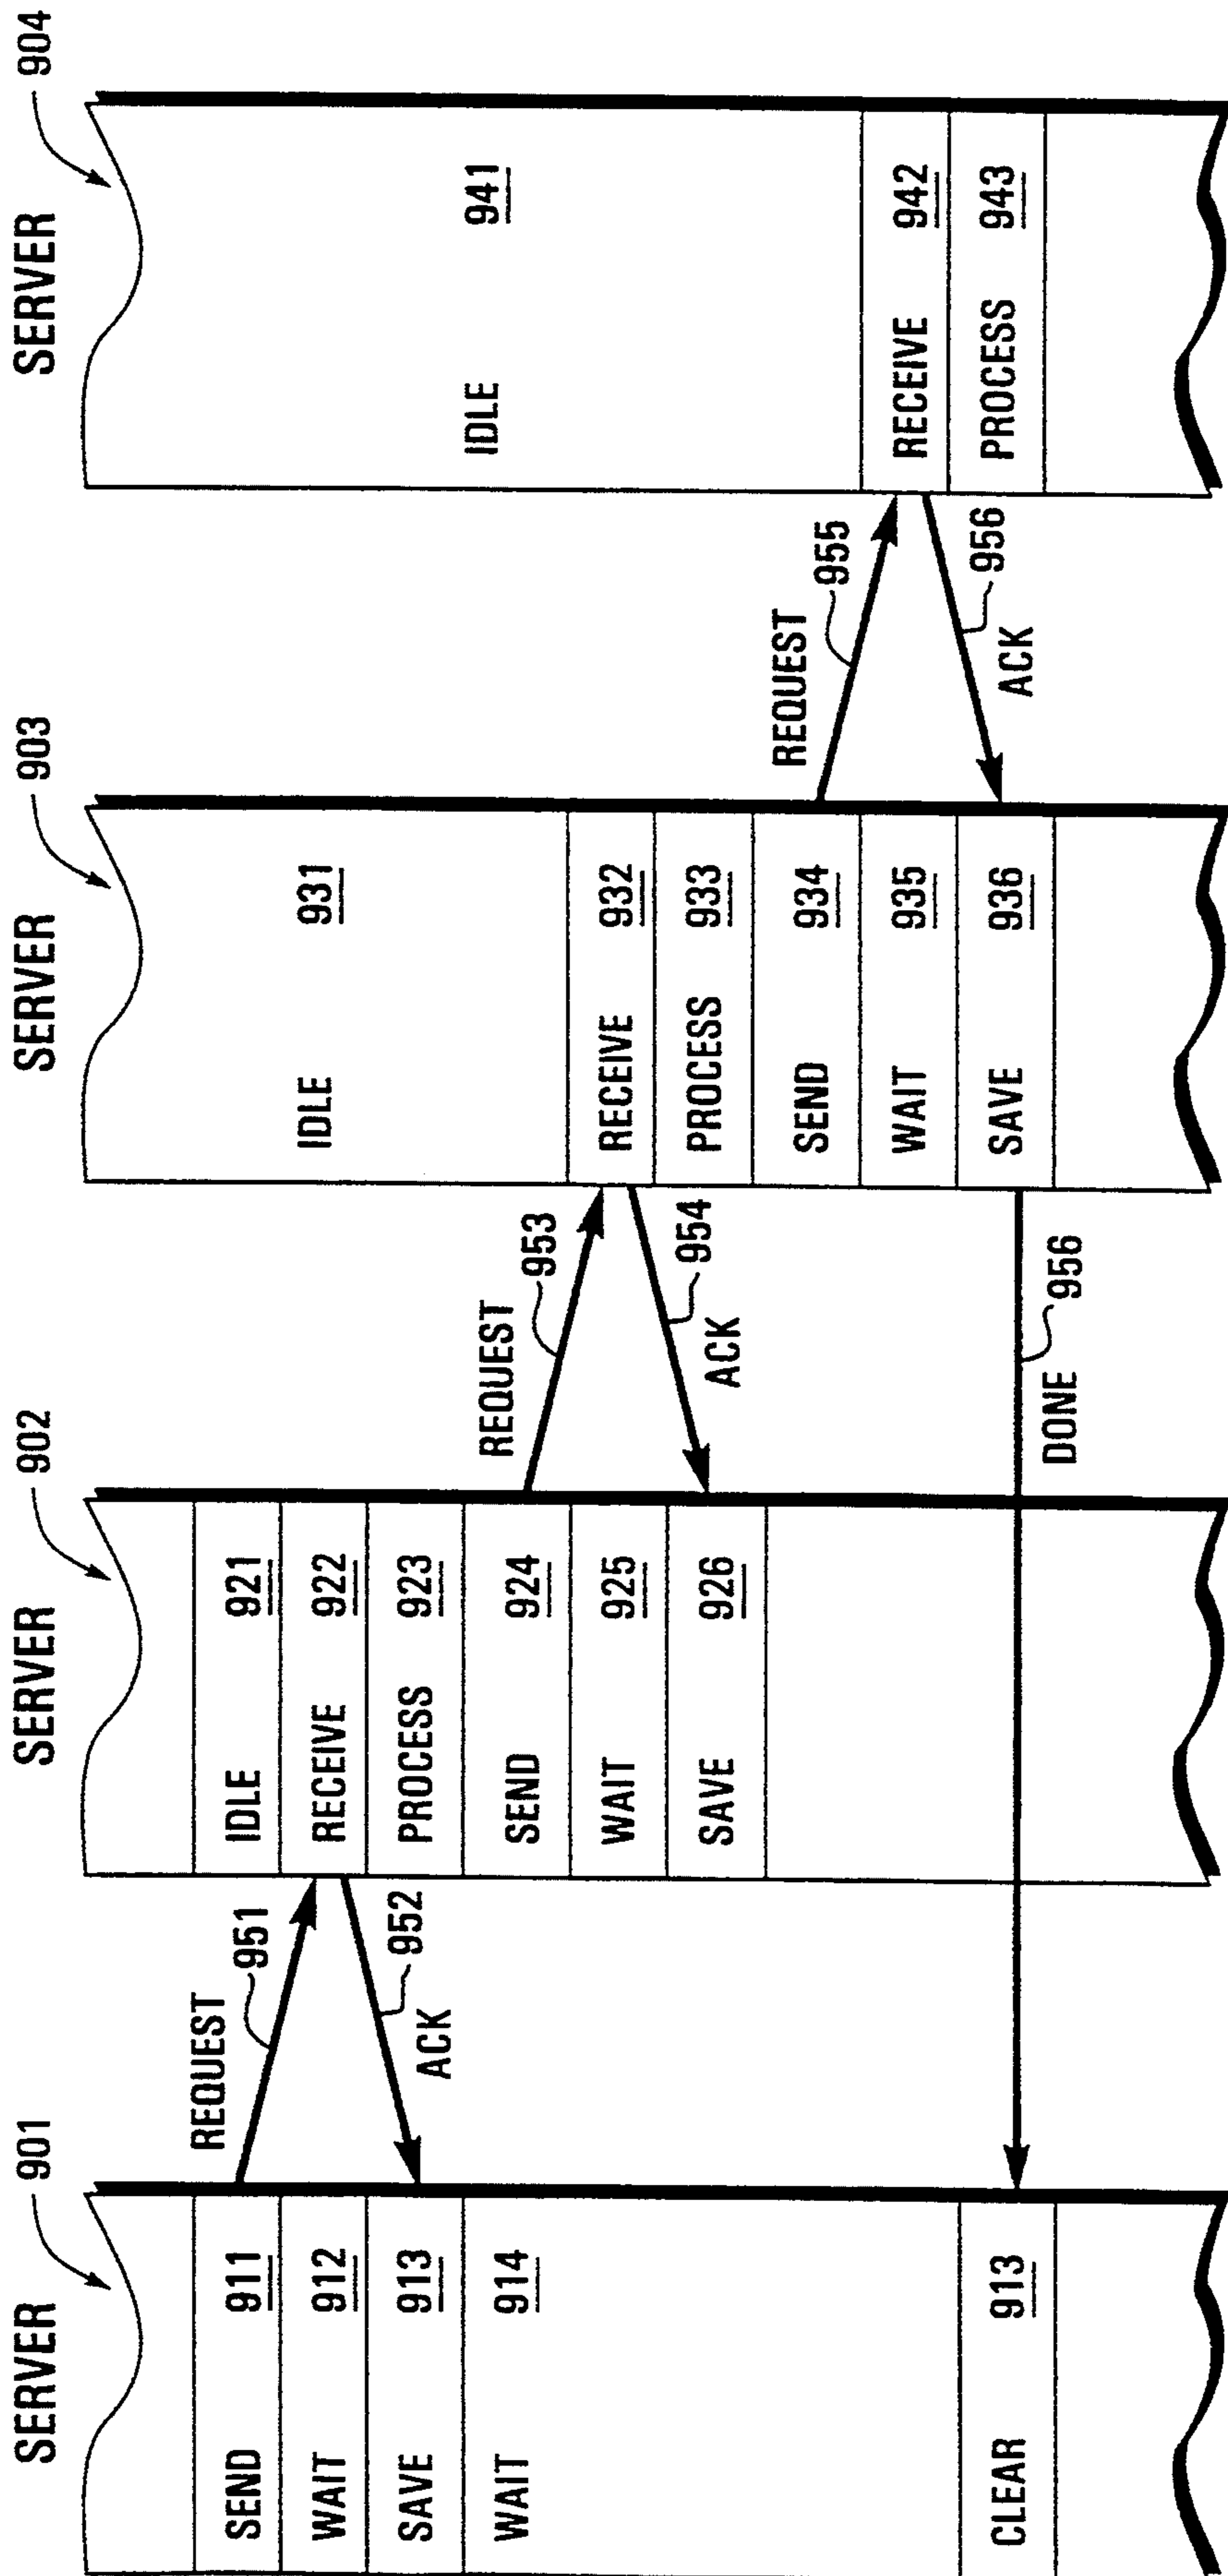 SERVER
901
SEND 911
WAIT 912
SAVE 913
WAIT 914
CLEAR 913
REQUEST
951
952
ACK
SERVER
902
IDLE 921
RECEIVE 922
PROCESS 923
SEND 924
WAIT 925
SAVE 926
REQUEST
953
954
ACK
DONE
956
SERVER
903
IDLE 931
RECEIVE 932
PROCESS 933
SEND 934
WAIT 935
SAVE 936
REQUEST
955
956
ACK
SERVER
904
IDLE 941
RECEIVE 942
PROCESS 943